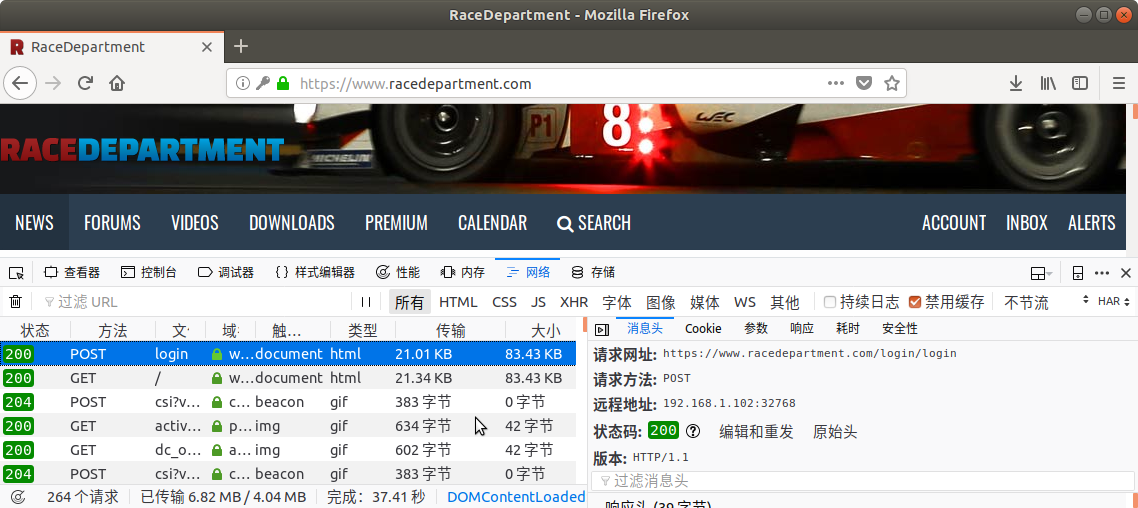 RaceDepartment - Mozilla Firefox
RaceDepartment
https://www.racedepartment.com
P1 8 WEC
MICHELIN
RACEDEPARTMENT
NEWS FORUMS VIDEOS DOWNLOADS PREMIUM CALENDAR SEARCH ACCOUNT INBOX ALERTS
查看器 控制台 调试器 {} 样式编辑器 性能 内存 网络 存储
过滤 URL 所有 HTML CSS JS XHR 字体 图像 媒体 WS 其他 持续日志 禁用缓存 不节流 HAR
状态 方法 文 域 触… 类型 传输 大小
消息头 Cookie 参数 响应 耗时 安全性
200 POST login w… document html 21.01 KB 83.43 KB
200 GET / w… document html 21.34 KB 83.43 KB
204 POST csi?v… c… beacon gif 383 字节 0 字节
200 GET activ… p… img gif 634 字节 42 字节
200 GET dc_o… a… img gif 602 字节 42 字节
204 POST csi?v… c… beacon gif 383 字节 0 字节
264 个请求 已传输 6.82 MB / 4.04 MB 完成：37.41 秒 DOMContentLoaded
请求网址: https://www.racedepartment.com/login/login
请求方法: POST
远程地址: 192.168.1.102:32768
状态码: 200 编辑和重发 原始头
版本: HTTP/1.1
过滤消息头
响应头 (39 字节)